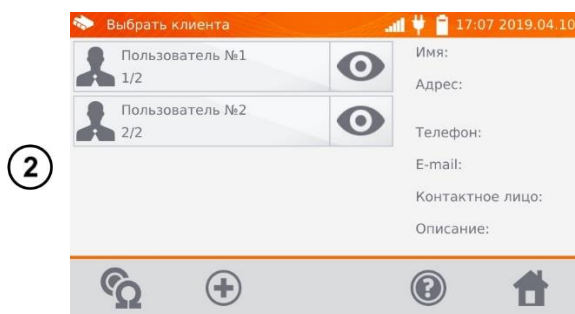 Выбрать клиента
17:07 2019.04.10
Пользователь №1
1/2
Пользователь №2
2/2
Имя:
Адрес:
Телефон:
E-mail:
Контактное лицо:
Описание:
2